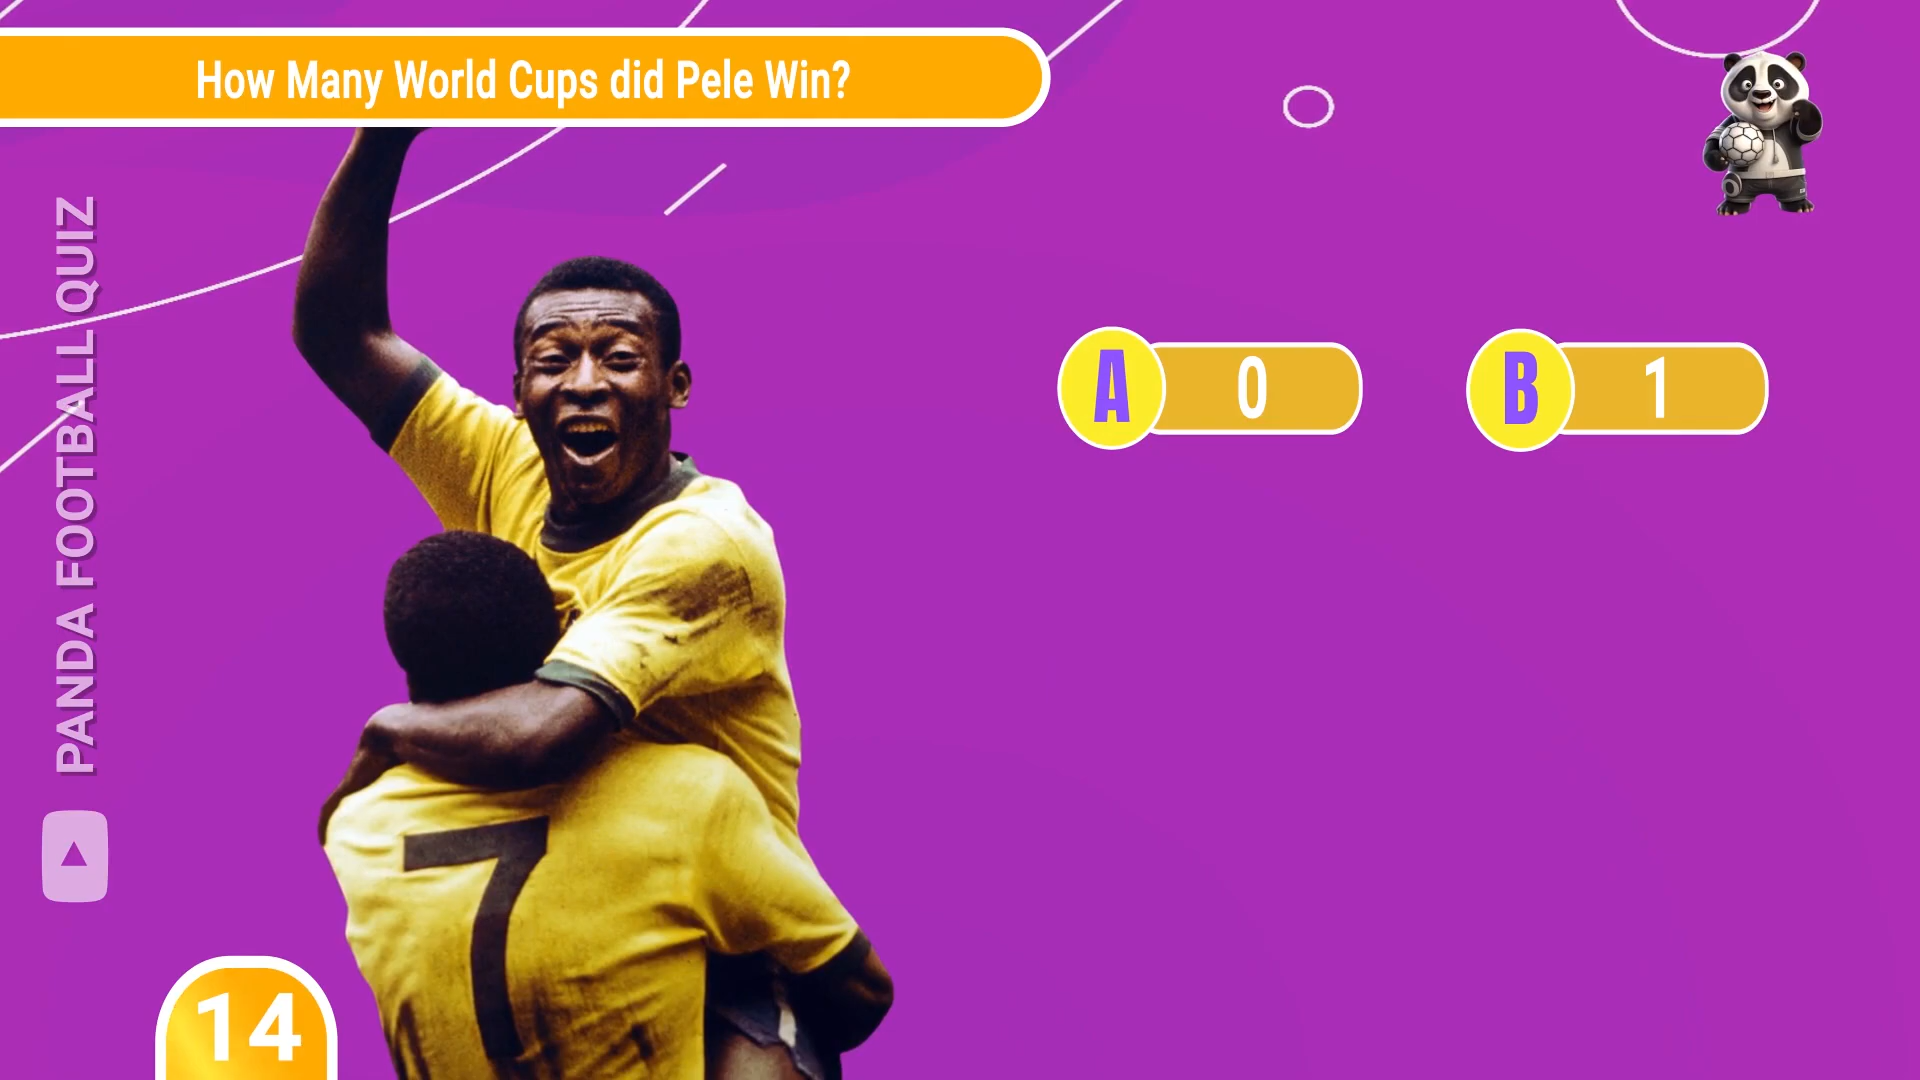 How Many World Cups did Pele Win?
PANDA FOOTBALL QUIZ
A 0
B 1
7
14